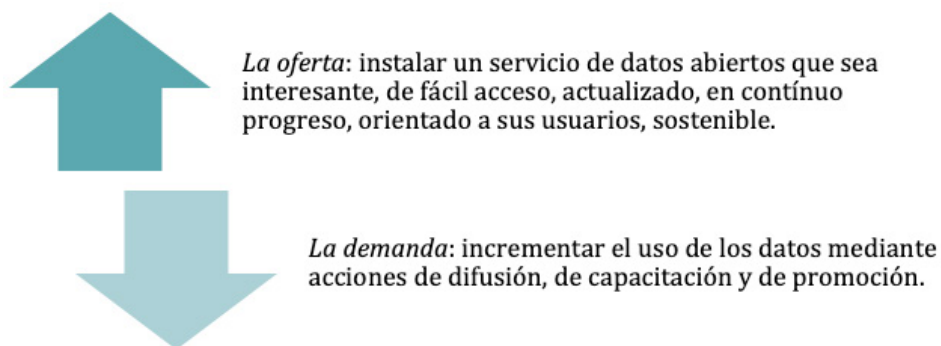 La oferta: instalar un servicio de datos abiertos que sea
interesante, de fácil acceso, actualizado, en contínuo
progreso, orientado a sus usuarios, sostenible.
La demanda: incrementar el uso de los datos mediante
acciones de difusión, de capacitación y de promoción.